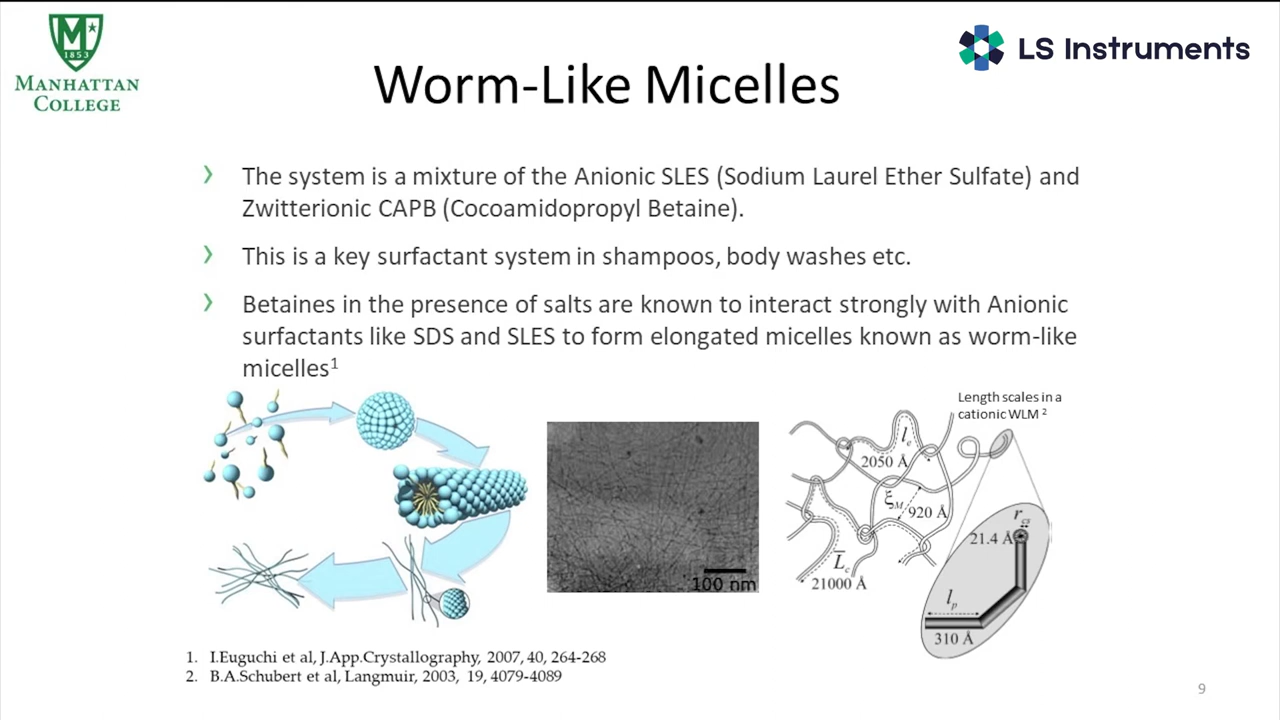 M
1853
MANHATTAN
COLLEGE
LS Instruments
Worm-Like Micelles
The system is a mixture of the Anionic SLES (Sodium Laurel Ether Sulfate) and
Zwitterionic CAPB (Cocoamidopropyl Betaine).
This is a key surfactant system in shampoos, body washes etc.
Betaines in the presence of salts are known to interact strongly with Anionic
surfactants like SDS and SLES to form elongated micelles known as worm-like
micelles¹
Length scales in a
cationic WLM ²
lₑ
2050 Å
ξ_M
920 Å
r_cs
21.4 Å
L̅_c
21000 Å
l_p
310 Å
100 nm
1. I.Euguchi et al, J.App.Crystallography, 2007, 40, 264-268
2. B.A.Schubert et al, Langmuir, 2003, 19, 4079-4089
9